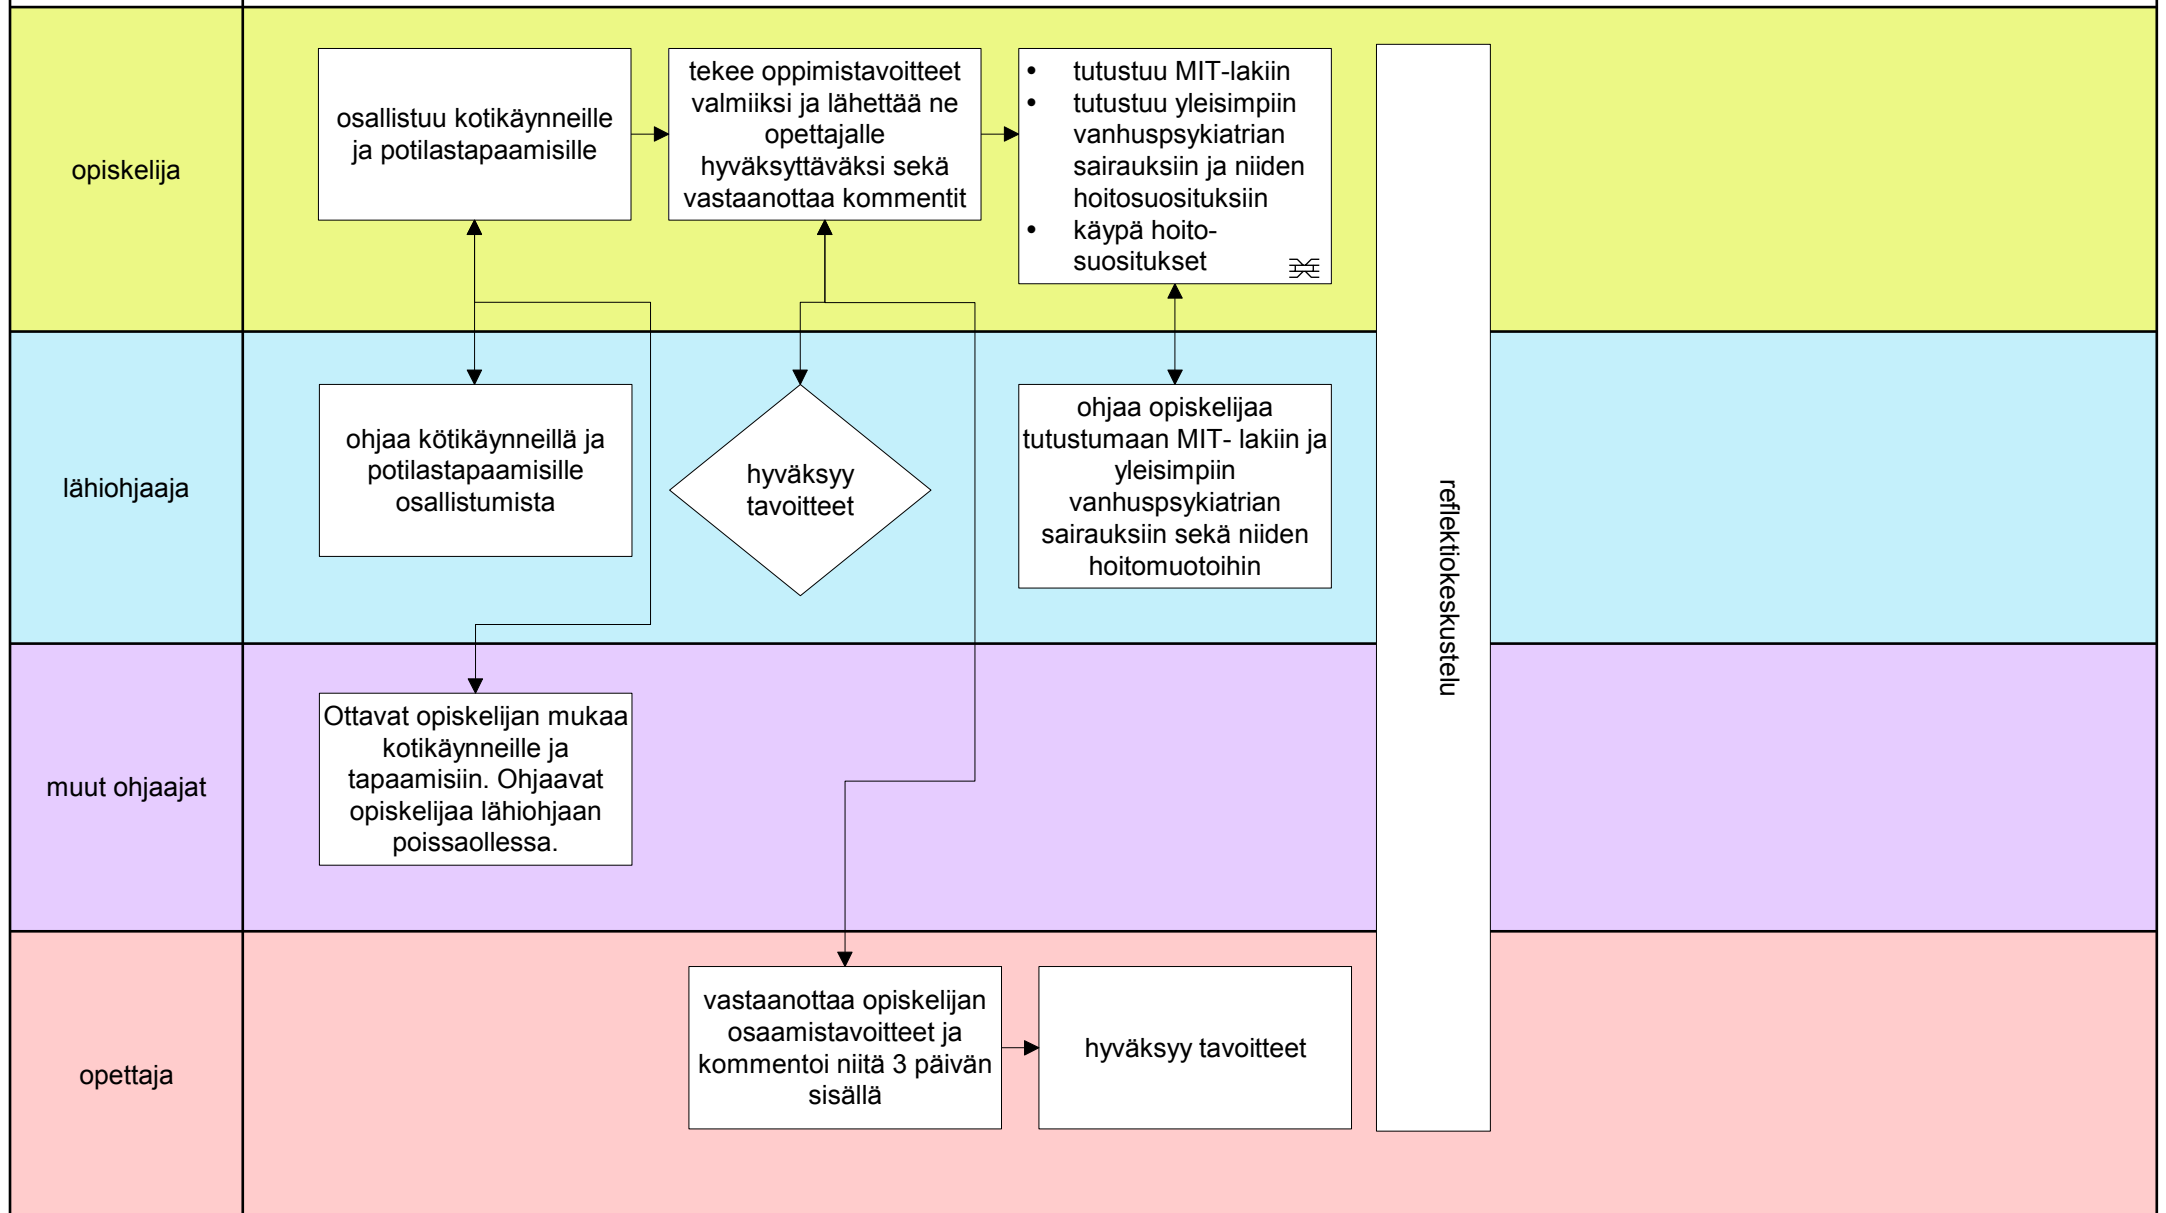 opiskelija
osallistuu kotikäynneille
ja potilastapaamisille
tekee oppimistavoitteet
valmiiksi ja lähettää ne
opettajalle
hyväksyttäväksi sekä
vastaanottaa kommentit
• tutustuu MIT-lakiin
• tutustuu yleisimpiin
vanhuspsykiatrian
sairauksiin ja niiden
hoitosuosituksiin
• käypä hoito-
suositukset
lähiohjaaja
ohjaa kötikäynneillä ja
potilastapaamisille
osallistumista
hyväksyy
tavoitteet
ohjaa opiskelijaa
tutustumaan MIT- lakiin ja
yleisimpiin
vanhuspsykiatrian
sairauksiin sekä niiden
hoitomuotoihin
reflektiokeskustelu
muut ohjaajat
Ottavat opiskelijan mukaa
kotikäynneille ja
tapaamisiin. Ohjaavat
opiskelijaa lähiohjaan
poissaollessa.
opettaja
vastaanottaa opiskelijan
osaamistavoitteet ja
kommentoi niitä 3 päivän
sisällä
hyväksyy tavoitteet